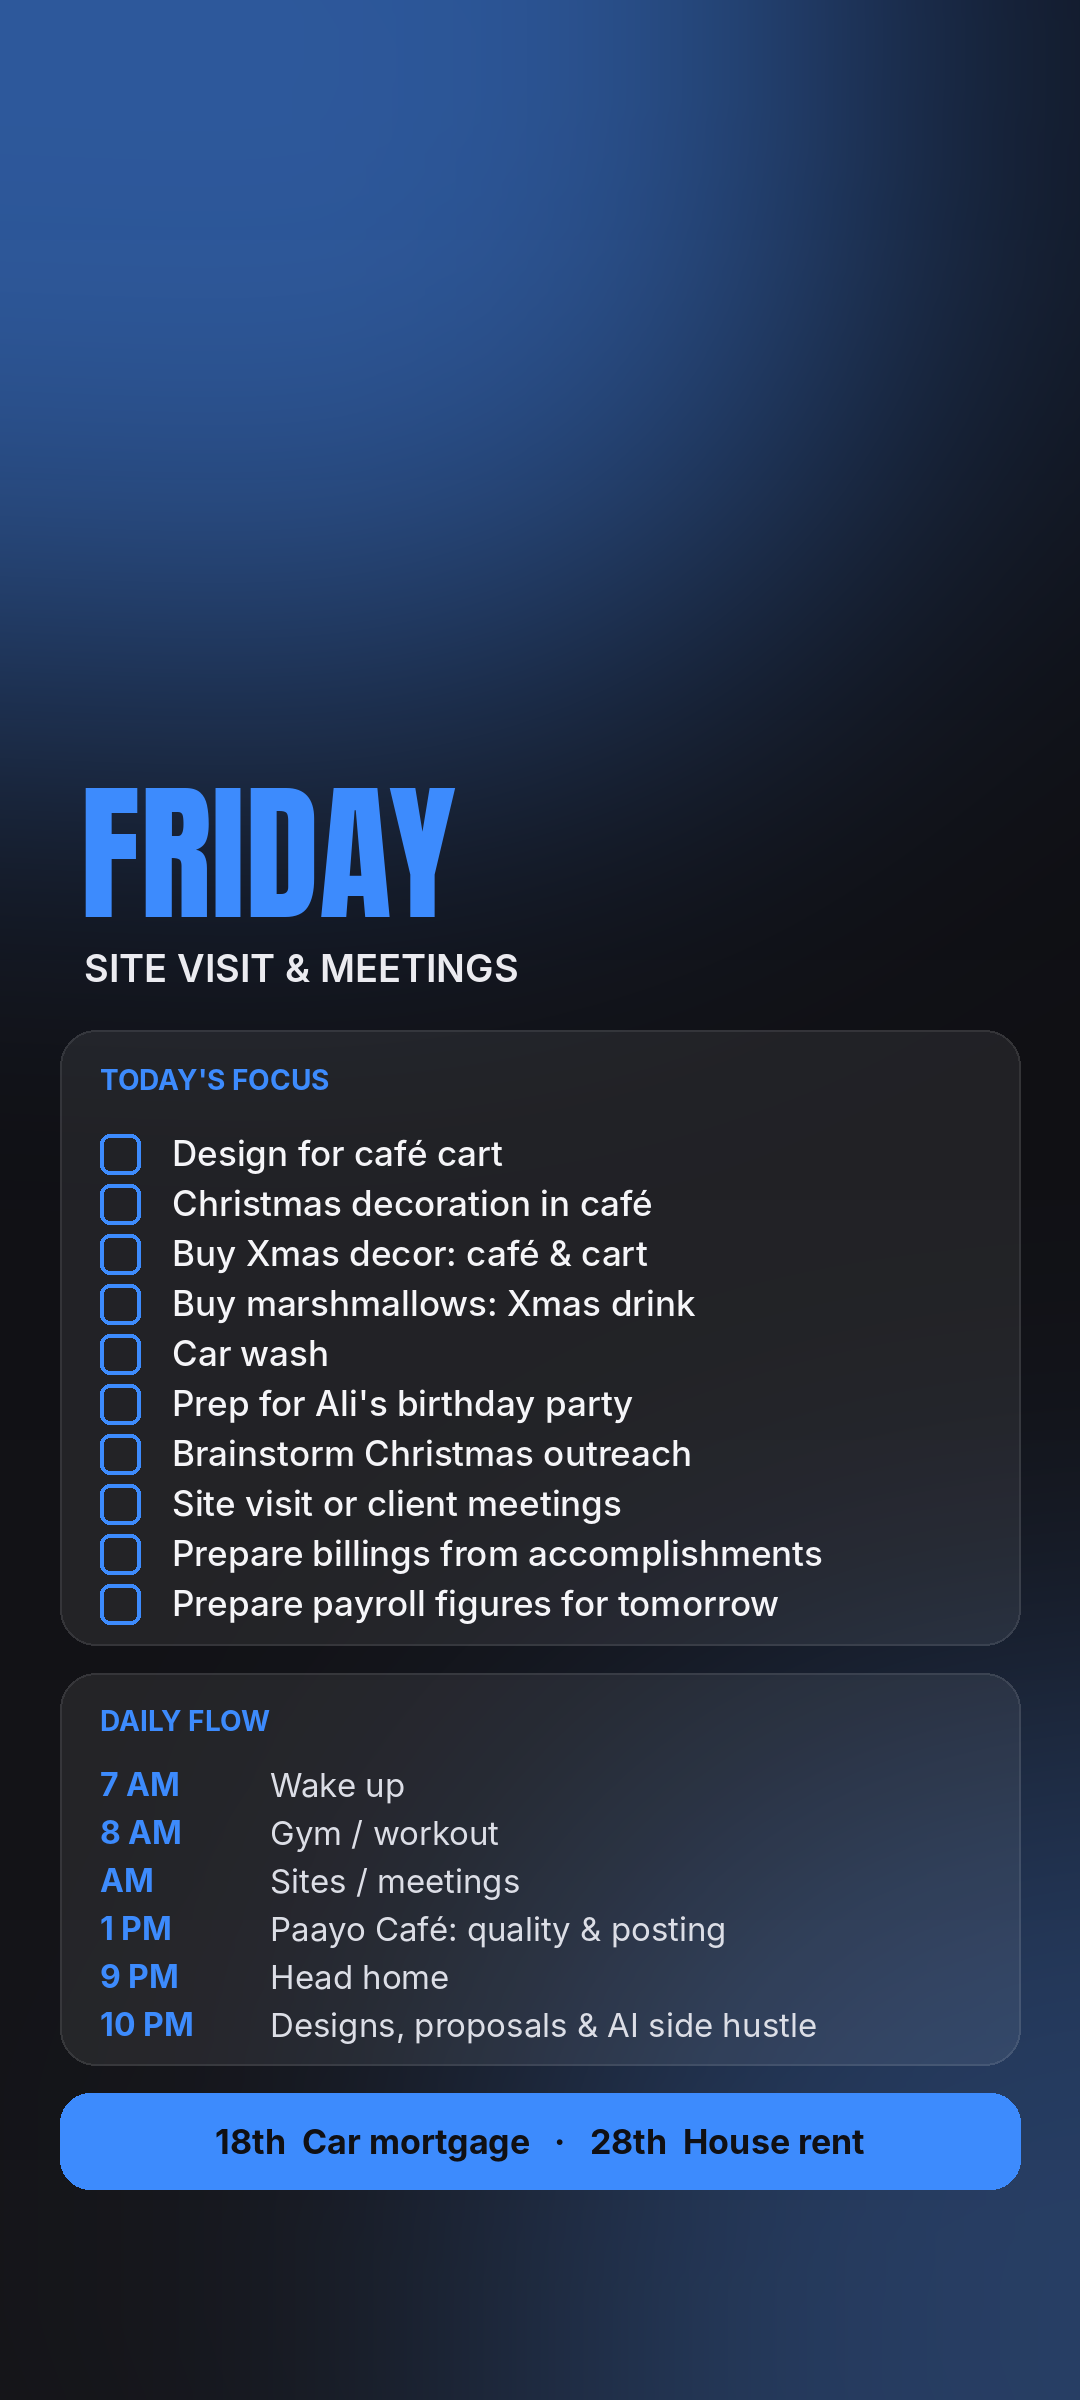 FRIDAY
SITE VISIT & MEETINGS
TODAY'S FOCUS
Design for café cart
Christmas decoration in café
Buy Xmas decor: café & cart
Buy marshmallows: Xmas drink
Car wash
Prep for Ali's birthday party
Brainstorm Christmas outreach
Site visit or client meetings
Prepare billings from accomplishments
Prepare payroll figures for tomorrow
DAILY FLOW
7 AM Wake up
8 AM Gym / workout
AM Sites / meetings
1 PM Paayo Café: quality & posting
9 PM Head home
10 PM Designs, proposals & AI side hustle
18th Car mortgage · 28th House rent